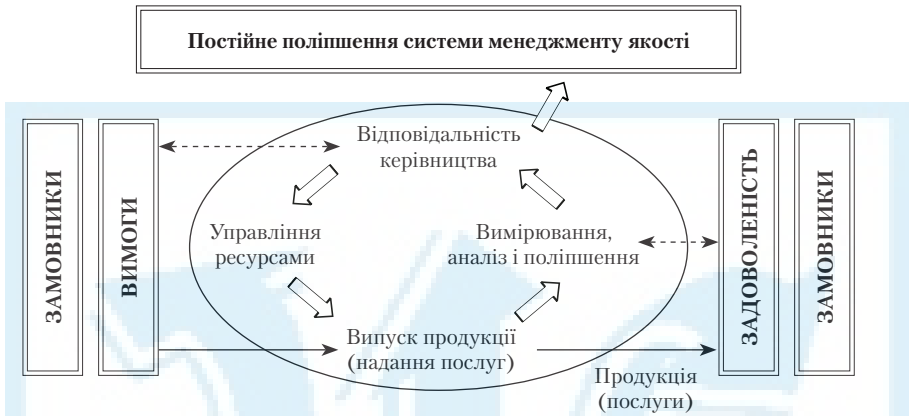 Постійне поліпшення системи менеджменту якості
ЗАМОВНИКИ
ВИМОГИ
Відповідальність
керівництва
Управління
ресурсами
Вимірювання,
аналіз і поліпшення
Випуск продукції
(надання послуг)
Продукція
(послуги)
ЗАДОВОЛЕНІСТЬ
ЗАМОВНИКИ